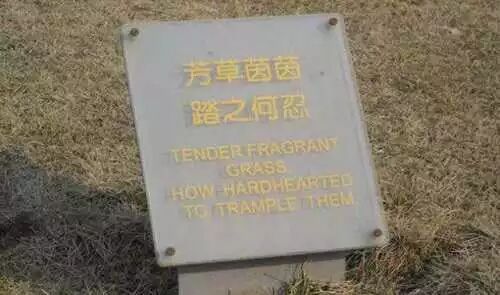 芳草茵茵
踏之何忍
TENDER FRAGRANT
GRASS
HOW HARDHEARTED
TO TRAMPLE THEM